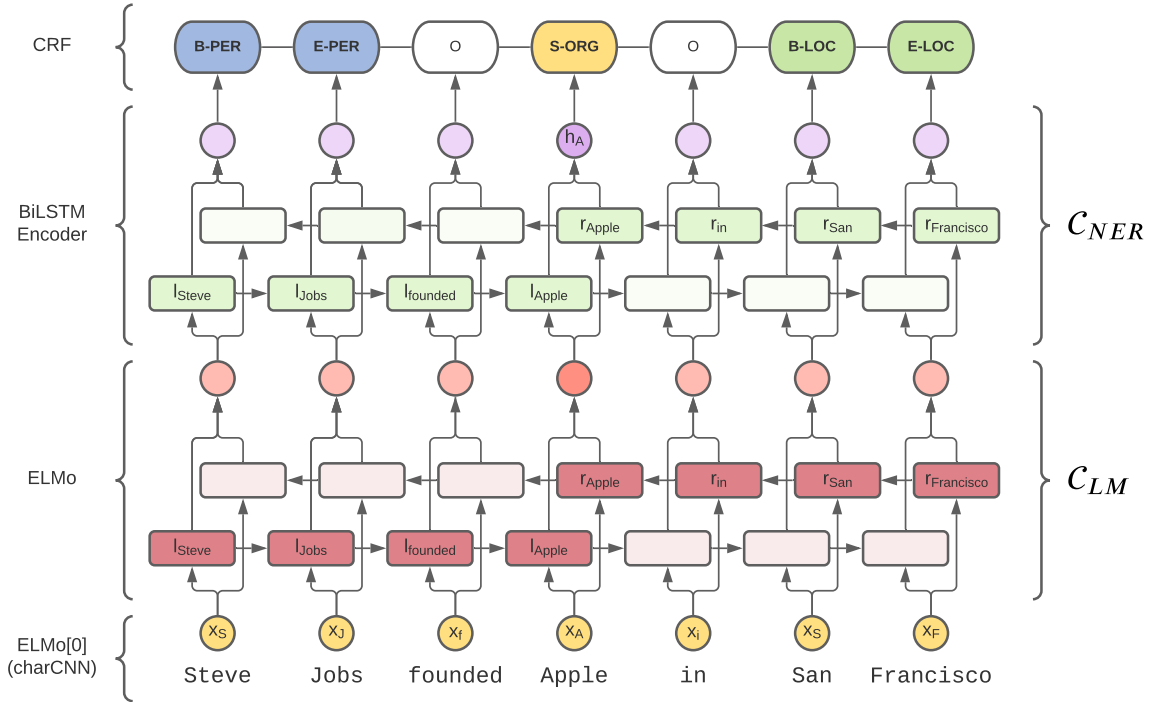 CRF
B-PER E-PER O S-ORG O B-LOC E-LOC
hA
BiLSTM
Encoder
rApple rin rSan rFrancisco
CNER
lSteve lJobs lfounded lApple
ELMo
rApple rin rSan rFrancisco
CLM
lSteve lJobs lfounded lApple
ELMo[0]
(charCNN)
xS xJ xf xA xi xS xF
Steve Jobs founded Apple in San Francisco